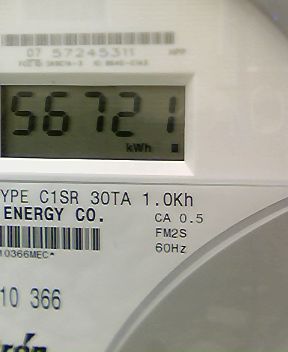 07 57245311
56721
kWh
YPE C1SR 30TA 1.0Kh
ENERGY CO.
CA 0.5
FM2S
60Hz
10366MEC*
10 366